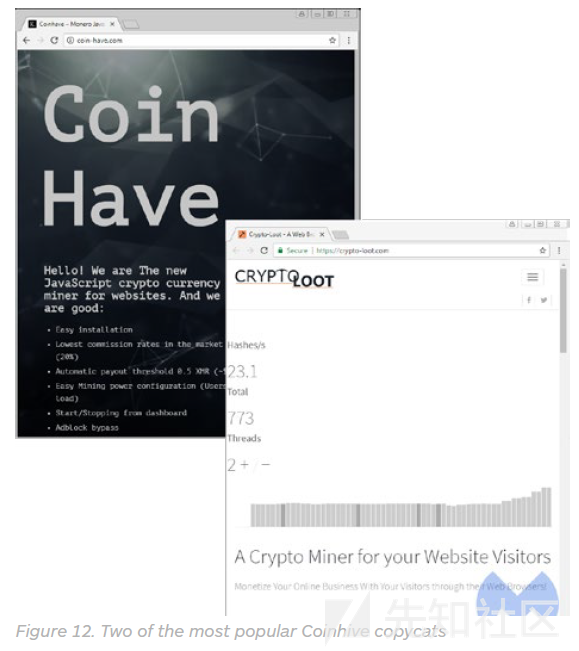 Coinhave - Monero Jav
coin-have.com
Coin
Have
Hello! We are The new
JavaScript crypto currency
miner for websites. And we
are good:
• Easy installation
• Lowest commission rates in the market
(20%)
• Automatic payout threshold 0.5 XMR (~
• Easy Mining power configuration (Users
load)
• Start/Stopping from dashboard
• Adblock bypass
Crypto-Loot - A Web B
Secure | https://crypto-loot.com
CRYPTO
LOOT
Hashes/s
23.1
Total
773
Threads
2 + / −
A Crypto Miner for your Website Visitors
Monetize Your Online Business With Your Visitors through their Web Browsers!
先知社区
Figure 12. Two of the most popular Coinhive copycats